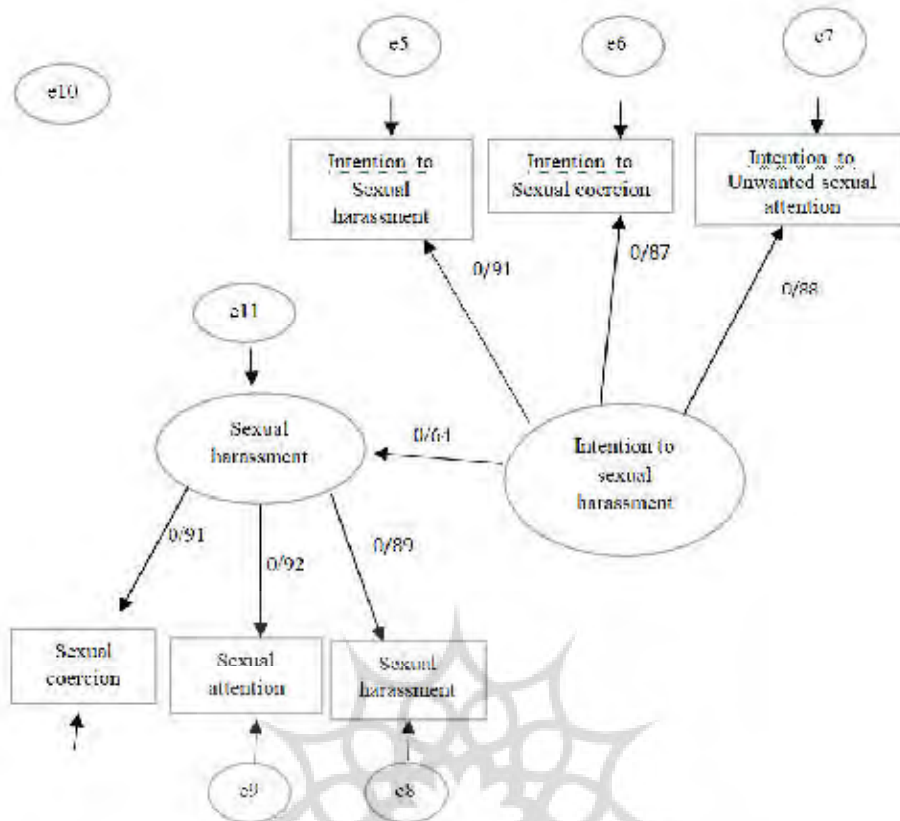 e5
e6
e7
e10
Intention to
Sexual
harassment
Intention to
Sexual coercion
Intention to
Unwanted sexual
attention
0/91
0/87
0/88
e11
Sexual
harassment
0/64
Intention to
sexual
harassment
0/91
0/92
0/89
Sexual
coercion
Sexual
attention
Sexual
harassment
e9
e8